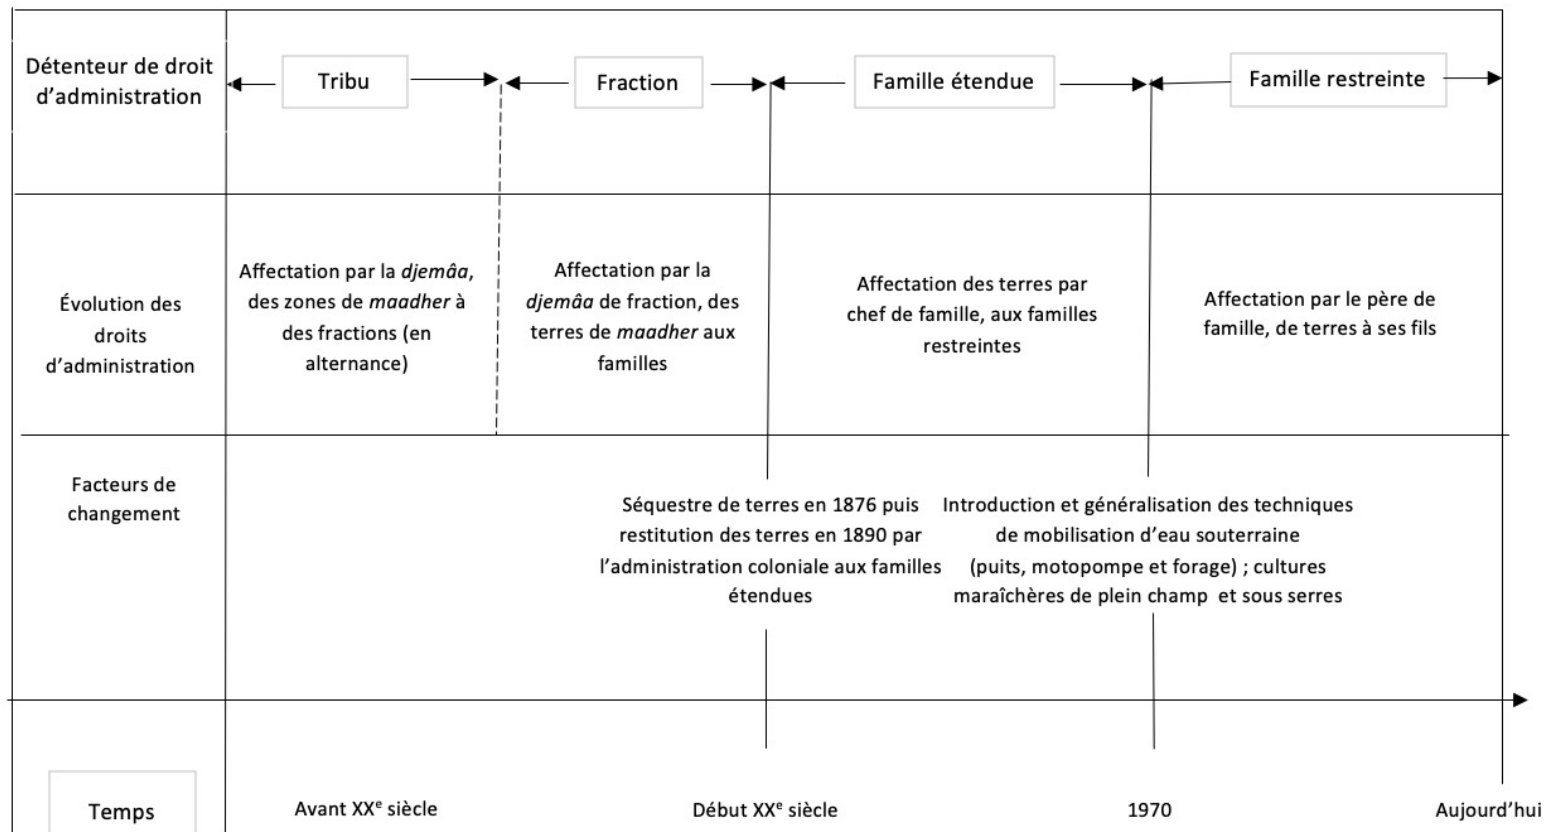 Détenteur de droit
d’administration
Tribu
Fraction
Famille étendue
Famille restreinte
Évolution des
droits
d’administration
Affectation par la djemâa,
des zones de maadher à
des fractions (en
alternance)
Affectation par la
djemâa de fraction, des
terres de maadher aux
familles
Affectation des terres par
chef de famille, aux familles
restreintes
Affectation par le père de
famille, de terres à ses fils
Facteurs de
changement
Séquestre de terres en 1876 puis
restitution des terres en 1890 par
l’administration coloniale aux familles
étendues
Introduction et généralisation des techniques
de mobilisation d’eau souterraine
(puits, motopompe et forage) ; cultures
maraîchères de plein champ et sous serres
Temps
Avant XXe siècle
Début XXe siècle
1970
Aujourd’hui